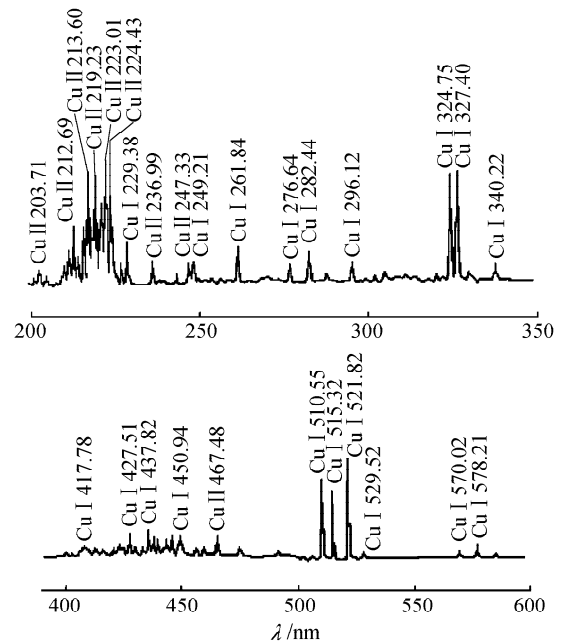 Cu Ⅱ 203.71
Cu Ⅱ 212.69
Cu Ⅱ 213.60
Cu Ⅱ 219.23
Cu Ⅱ 223.01
Cu Ⅱ 224.43
Cu Ⅰ 229.38
Cu Ⅱ 236.99
Cu Ⅱ 247.33
Cu Ⅰ 249.21
Cu Ⅰ 261.84
Cu Ⅰ 276.64
Cu Ⅰ 282.44
Cu Ⅰ 296.12
Cu Ⅰ 324.75
Cu Ⅰ 327.40
Cu Ⅰ 340.22
200 250 300 350
Cu Ⅰ 417.78
Cu Ⅰ 427.51
Cu Ⅰ 437.82
Cu Ⅰ 450.94
Cu Ⅱ 467.48
Cu Ⅰ 510.55
Cu Ⅰ 515.32
Cu Ⅰ 521.82
Cu Ⅰ 529.52
Cu Ⅰ 570.02
Cu Ⅰ 578.21
400 450 500 550 600
λ /nm